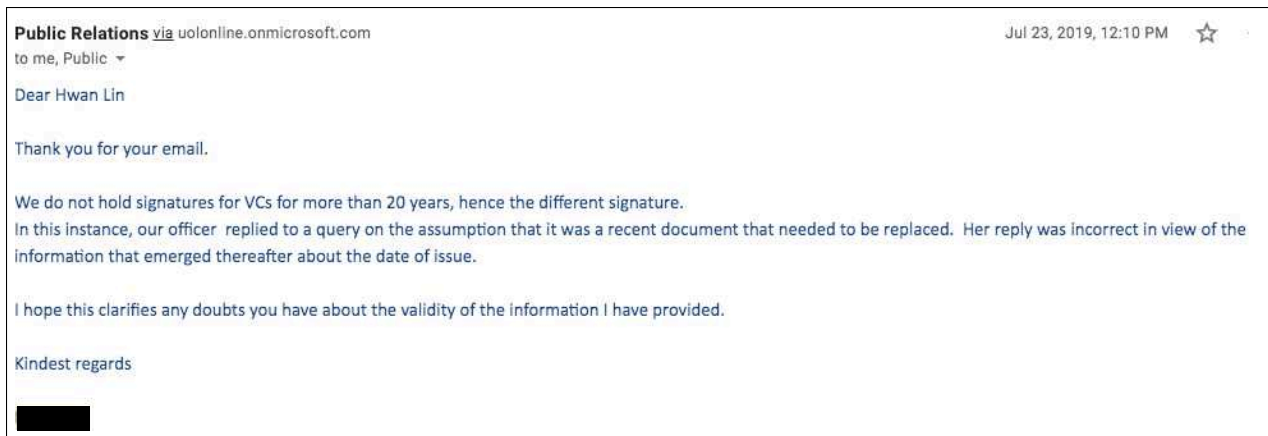 Public Relations via uolonline.onmicrosoft.com Jul 23, 2019, 12:10 PM
to me, Public
Dear Hwan Lin
Thank you for your email.
We do not hold signatures for VCs for more than 20 years, hence the different signature.
In this instance, our officer replied to a query on the assumption that it was a recent document that needed to be replaced. Her reply was incorrect in view of the
information that emerged thereafter about the date of issue.
I hope this clarifies any doubts you have about the validity of the information I have provided.
Kindest regards